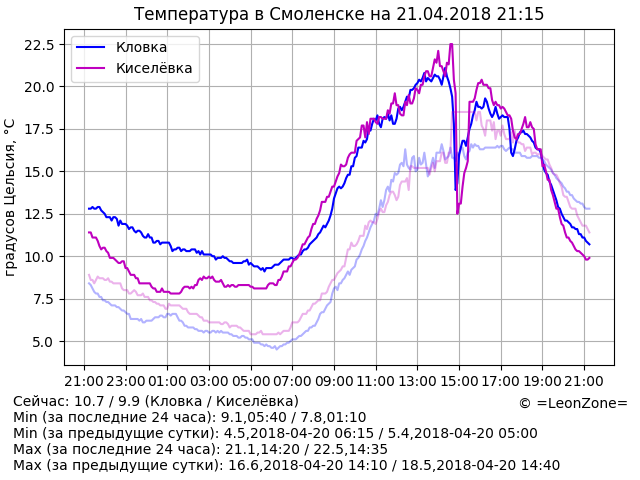 Температура в Смоленске на 21.04.2018 21:15
Кловка
Киселёвка
градусов Цельсия, °C
22.5
20.0
17.5
15.0
12.5
10.0
7.5
5.0
21:00 23:00 01:00 03:00 05:00 07:00 09:00 11:00 13:00 15:00 17:00 19:00 21:00
Сейчас: 10.7 / 9.9 (Кловка / Киселёвка)
© =LeonZone=
Min (за последние 24 часа): 9.1,05:40 / 7.8,01:10
Min (за предыдущие сутки): 4.5,2018-04-20 06:15 / 5.4,2018-04-20 05:00
Max (за последние 24 часа): 21.1,14:20 / 22.5,14:35
Max (за предыдущие сутки): 16.6,2018-04-20 14:10 / 18.5,2018-04-20 14:40